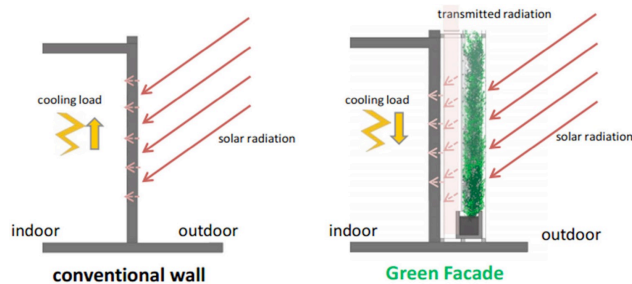 transmitted radiation
cooling load
solar radiation
indoor
outdoor
conventional wall
cooling load
solar radiation
indoor
outdoor
Green Facade